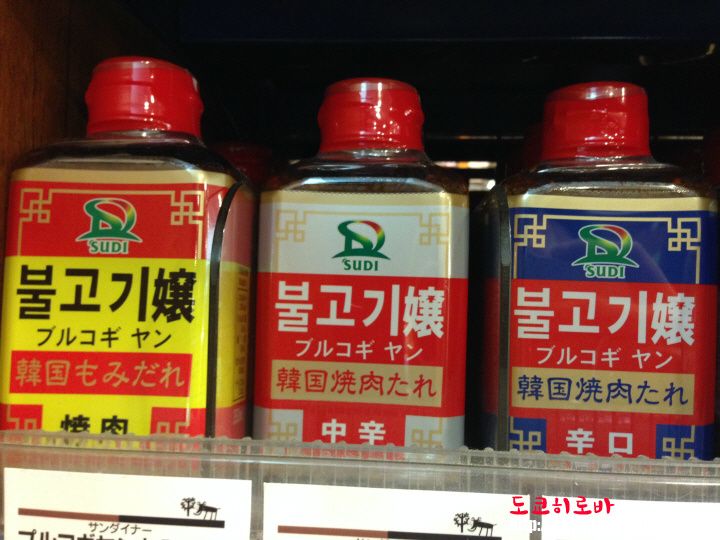 SUDI
불고기嬢
ブルコギ ヤン
韓国もみだれ
焼肉
SUDI
불고기嬢
ブルコギ ヤン
韓国焼肉たれ
中辛
SUDI
불고기嬢
ブルコギ ヤン
韓国焼肉たれ
辛口
サンダイナー
도쿄히로바